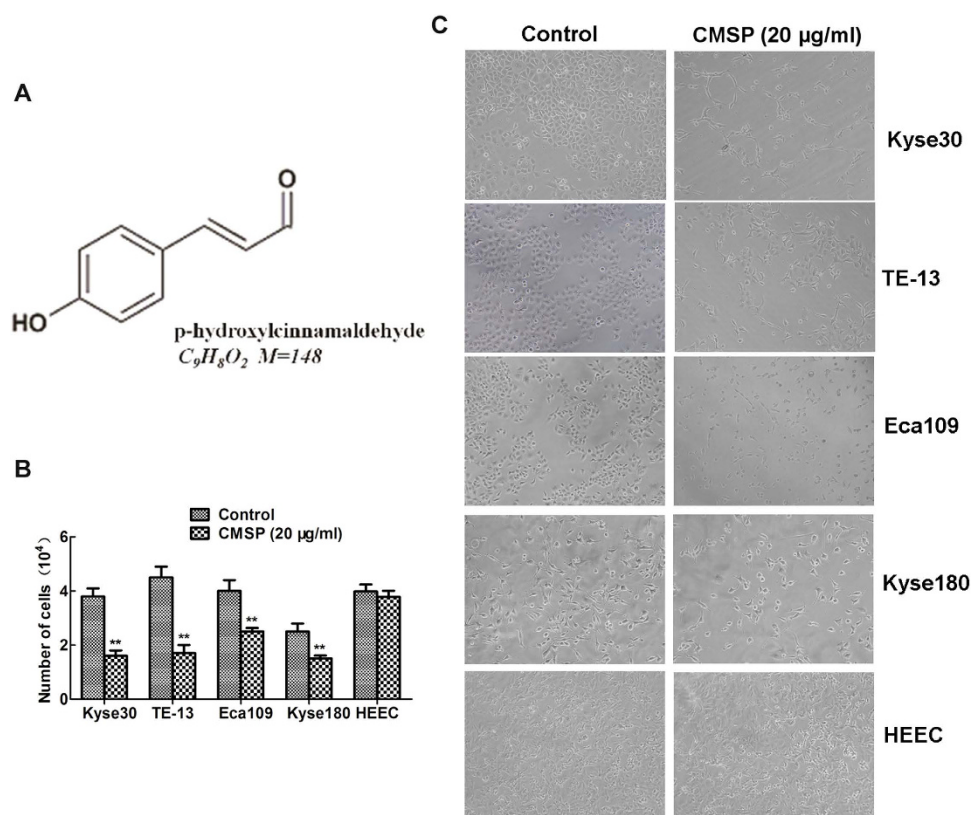 A
O
HO
p-hydroxylcinnamaldehyde
C₉H₈O₂ M=148
B
Control
CMSP (20 µg/ml)
Number of cells (10⁴)
6
4
2
0
**
**
**
**
Kyse30 TE-13 Eca109 Kyse180 HEEC
C
Control CMSP (20 µg/ml)
Kyse30
TE-13
Eca109
Kyse180
HEEC